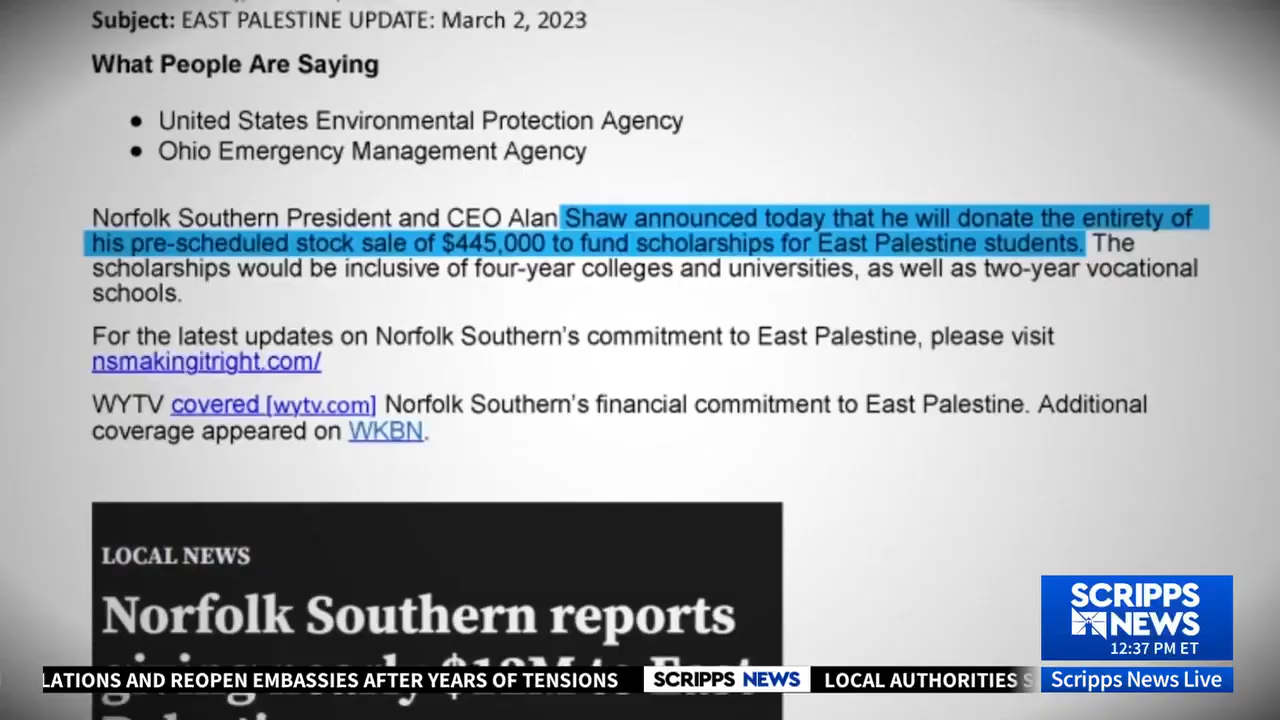 Subject: EAST PALESTINE UPDATE: March 2, 2023
What People Are Saying
● United States Environmental Protection Agency
● Ohio Emergency Management Agency
Norfolk Southern President and CEO Alan Shaw announced today that he will donate the entirety of
his pre-scheduled stock sale of $445,000 to fund scholarships for East Palestine students. The
scholarships would be inclusive of four-year colleges and universities, as well as two-year vocational
schools.
For the latest updates on Norfolk Southern's commitment to East Palestine, please visit
nsmakingitright.com/
WYTV covered [wytv.com] Norfolk Southern's financial commitment to East Palestine. Additional
coverage appeared on WKBN.
LOCAL NEWS
Norfolk Southern reports
SCRIPPS
NEWS
12:37 PM ET
LATIONS AND REOPEN EMBASSIES AFTER YEARS OF TENSIONS SCRIPPS NEWS LOCAL AUTHORITIES
Scripps News Live